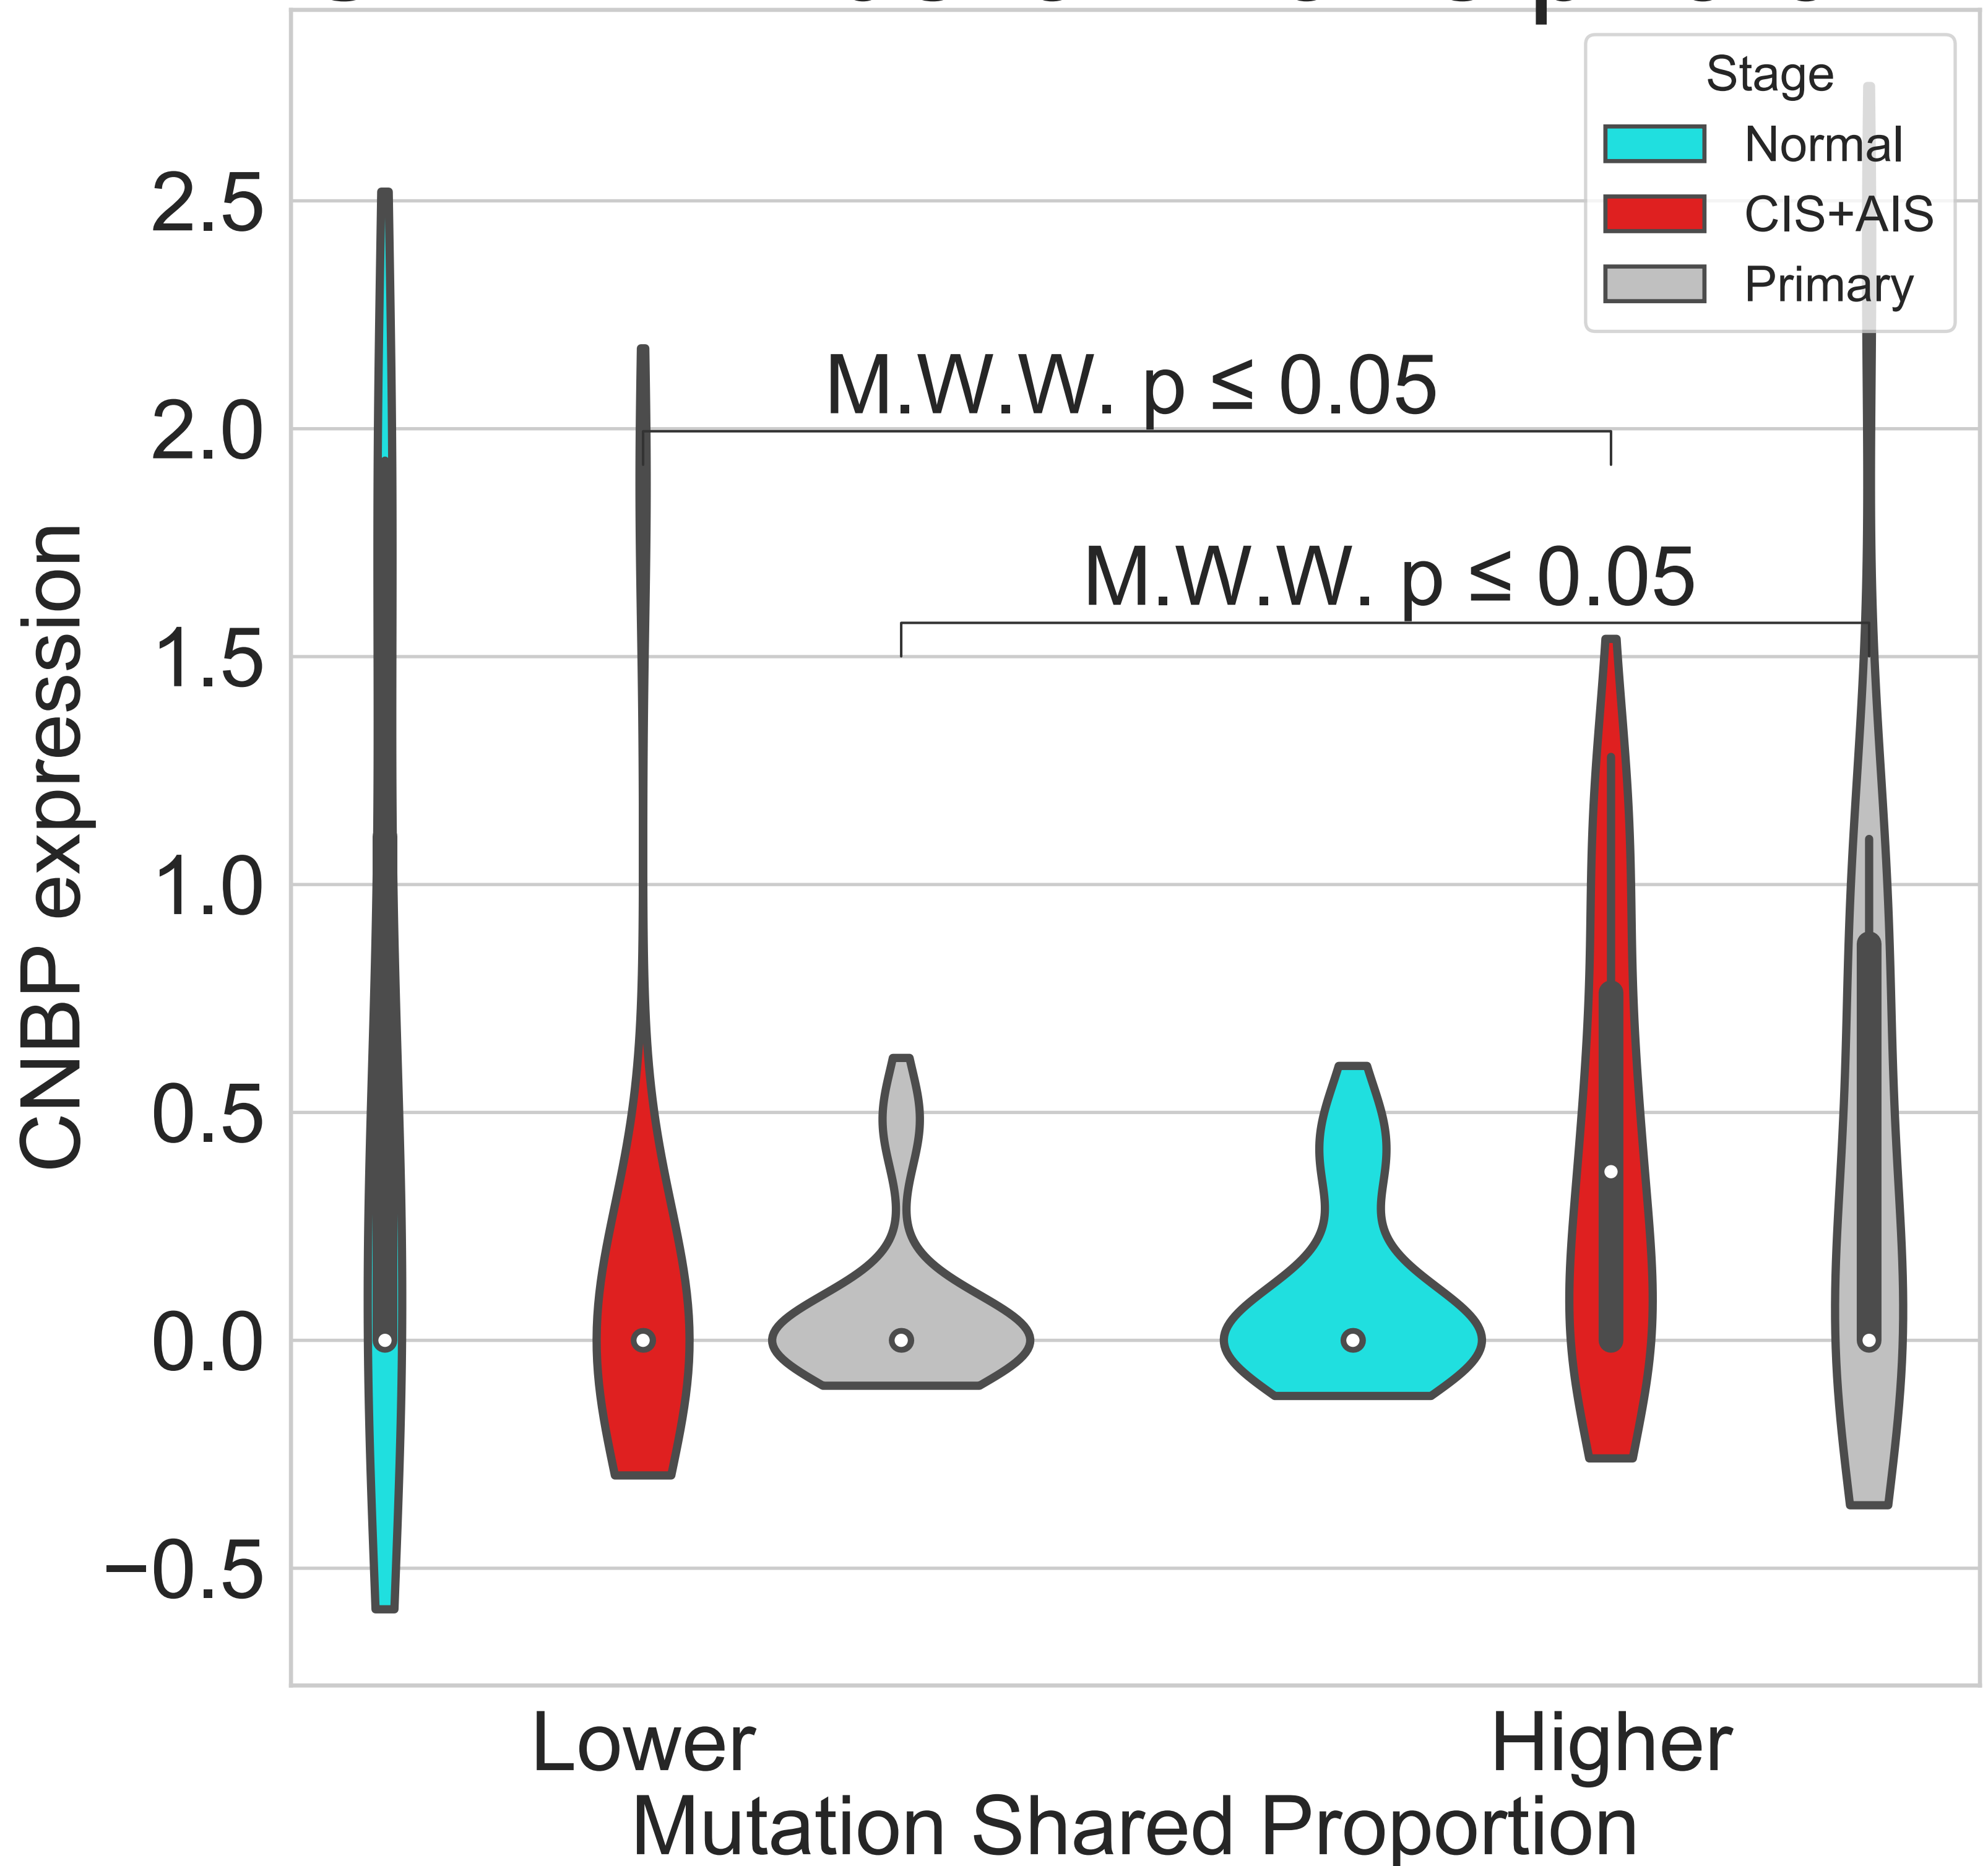 Stage
Normal
CIS+AIS
Primary
2.5
2.0
1.5
1.0
0.5
0.0
−0.5
M.W.W. p ≤ 0.05
M.W.W. p ≤ 0.05
CNBP expression
Lower
Higher
Mutation Shared Proportion